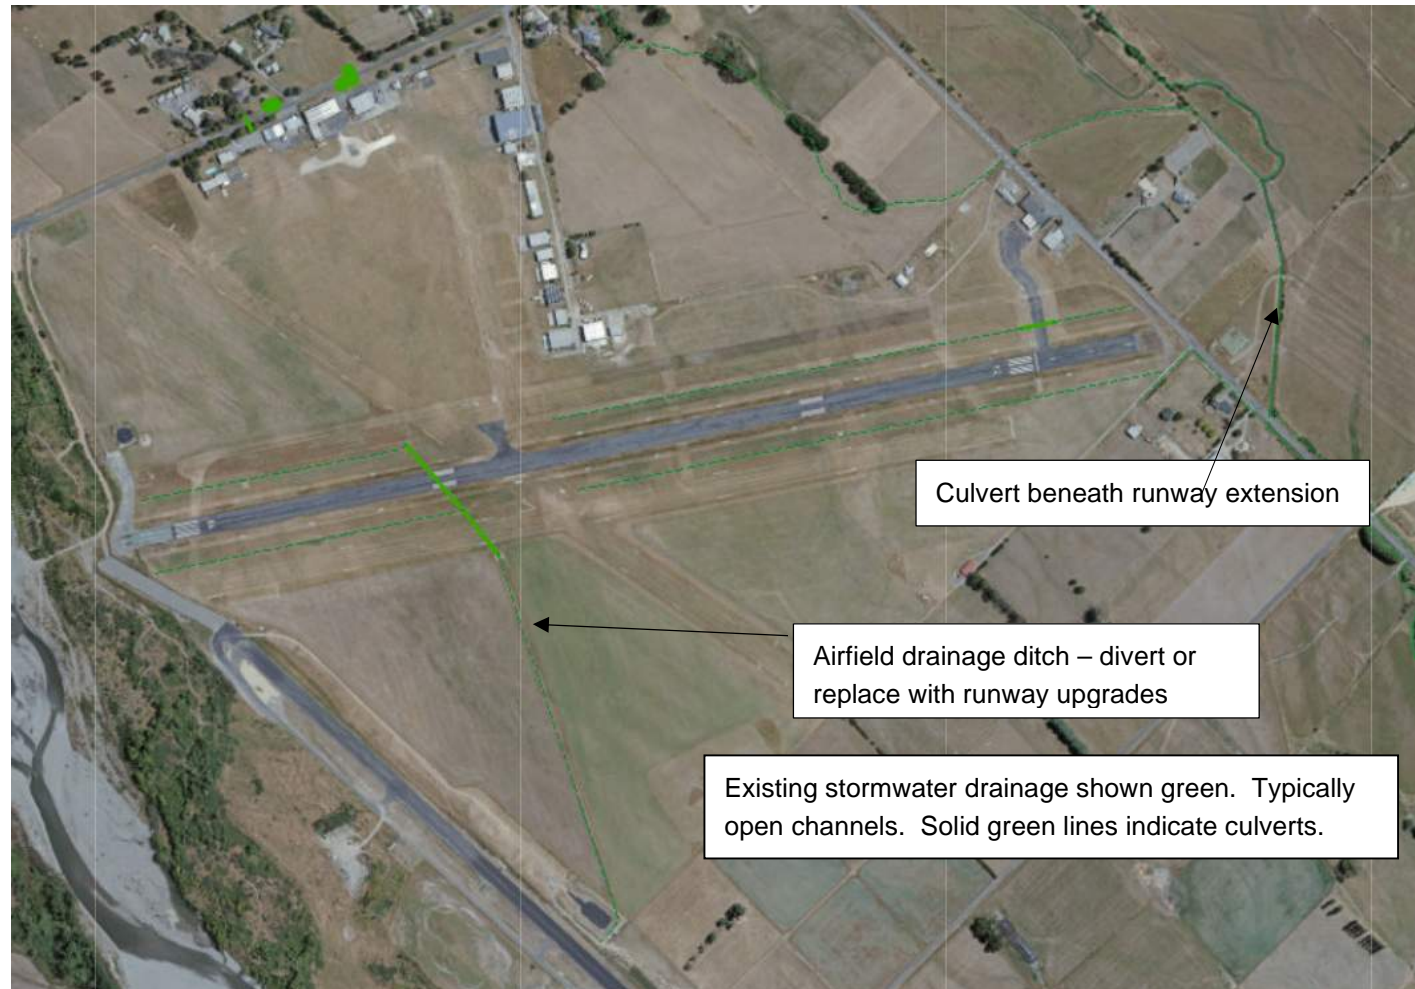 Culvert beneath runway extension
Airfield drainage ditch – divert or
replace with runway upgrades
Existing stormwater drainage shown green.  Typically
open channels.  Solid green lines indicate culverts.